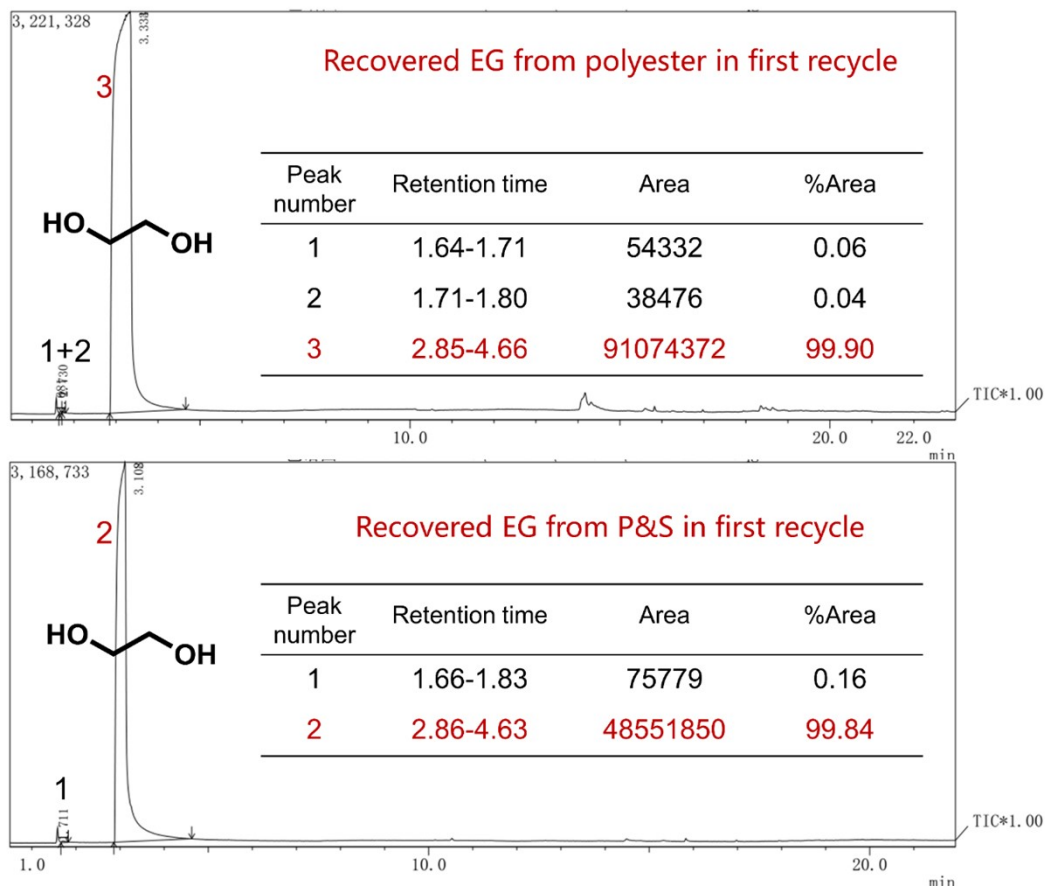 3,221,328
3.333
3
Recovered EG from polyester in first recycle
Peak number Retention time Area %Area
1 1.64-1.71 54332 0.06
2 1.71-1.80 38476 0.04
3 2.85-4.66 91074372 99.90
HO OH
1+2
TIC*1.00
10.0 20.0 22.0
min
3,168,733
3.108
2
Recovered EG from P&S in first recycle
Peak number Retention time Area %Area
1 1.66-1.83 75779 0.16
2 2.86-4.63 48551850 99.84
HO OH
1
711
TIC*1.00
1.0 10.0 20.0
min